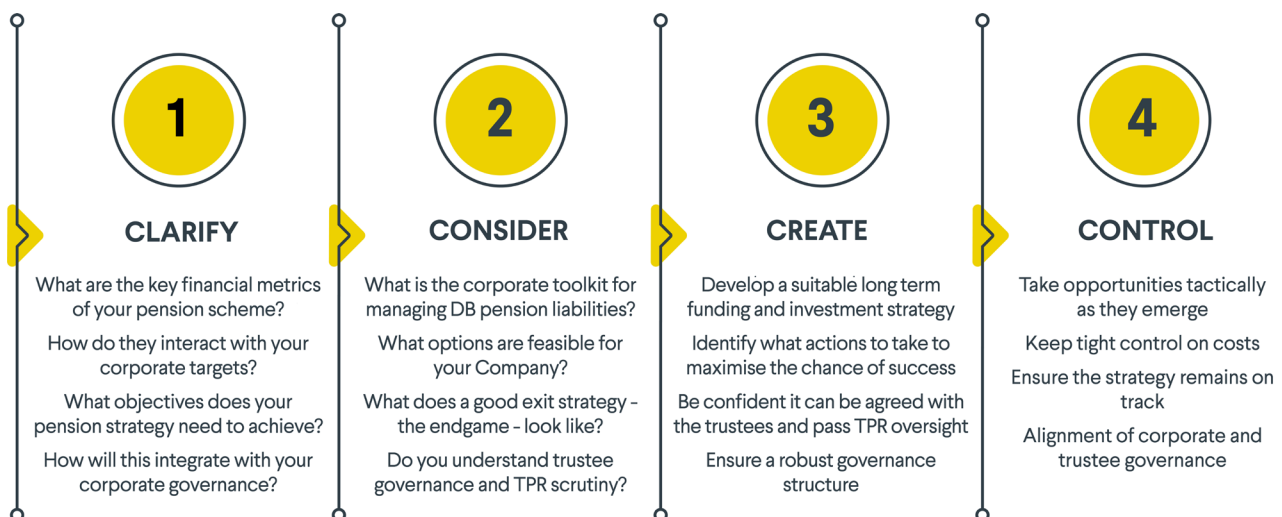 1
CLARIFY
What are the key financial metrics
of your pension scheme?
How do they interact with your
corporate targets?
What objectives does your
pension strategy need to achieve?
How will this integrate with your
corporate governance?
2
CONSIDER
What is the corporate toolkit for
managing DB pension liabilities?
What options are feasible for
your Company?
What does a good exit strategy -
the endgame - look like?
Do you understand trustee
governance and TPR scrutiny?
3
CREATE
Develop a suitable long term
funding and investment strategy
Identify what actions to take to
maximise the chance of success
Be confident it can be agreed with
the trustees and pass TPR oversight
Ensure a robust governance
structure
4
CONTROL
Take opportunities tactically
as they emerge
Keep tight control on costs
Ensure the strategy remains on
track
Alignment of corporate and
trustee governance